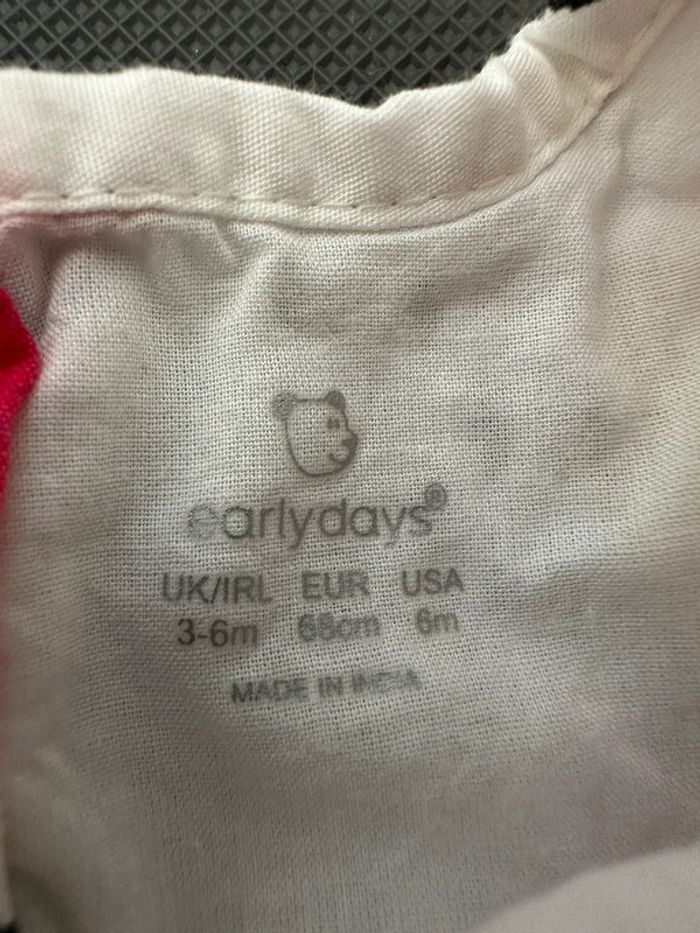 earlydays®
UK/IRL EUR USA
3-6m 68cm 6m
MADE IN INDIA